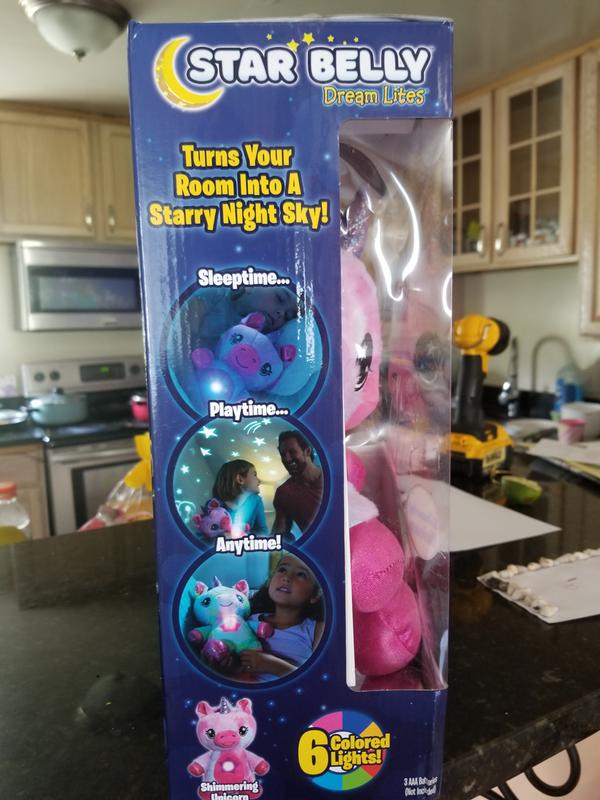 STAR BELLY
Dream Lites
Turns Your
Room Into A
Starry Night Sky!
Sleeptime...
Playtime...
Anytime!
6 Colored
Lights!
Shimmering
Unicorn
3 AAA Batteries
(Not Included)
DEWALT